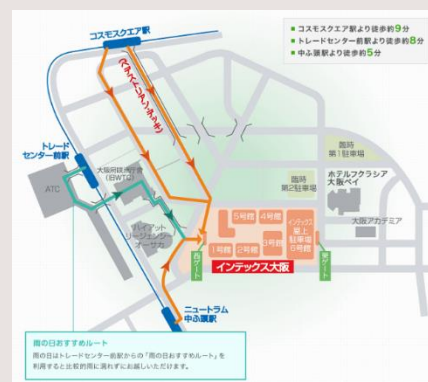 コスモスクエア駅
■ コスモスクエア駅より徒歩約9分
■ トレードセンター前駅より徒歩約8分
■ 中ふ頭駅より徒歩約5分
(ペデストリアンデッキ)
トレード
センター前駅
ATC
大阪府咲洲庁舎
(旧WTC)
ハイアット
リージェンシー
オーサカ
臨時
第1駐車場
臨時
第2駐車場
ホテルフクラシア
大阪ベイ
大阪アカデミア
5号館
4号館
1号館
2号館
3号館
インテックス
屋上
駐車場
6号館
西ゲート
東ゲート
インテックス大阪
ニュートラム
中ふ頭駅
雨の日おすすめルート
雨の日はトレードセンター前駅からの「雨の日おすすめルート」を
利用すると比較的雨に濡れずにお越しいただけます。